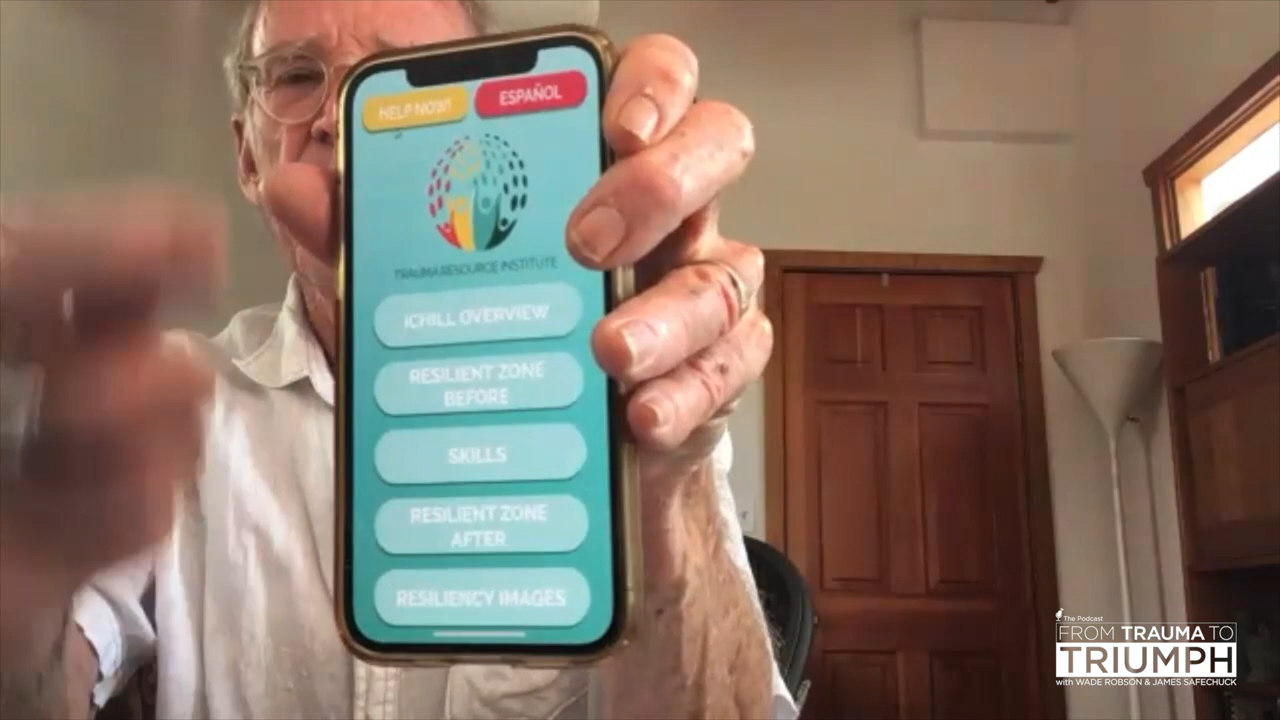 HELP NOW!
ESPAÑOL
TRAUMA RESOURCE INSTITUTE
ICHILL OVERVIEW
RESILIENT ZONE
BEFORE
SKILLS
RESILIENT ZONE
AFTER
RESILIENCY IMAGES
The Podcast
FROM TRAUMA TO
TRIUMPH
with WADE ROBSON & JAMES SAFECHUCK